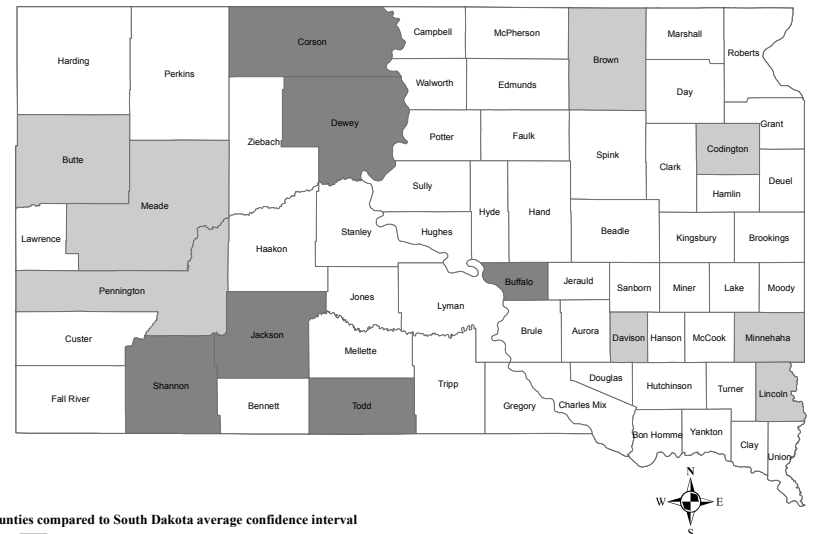 Campbell
McPherson
Marshall
Corson
Roberts
Harding
Perkins
Brown
Walworth
Edmunds
Day
Dewey
Grant
Potter
Faulk
Ziebach
Codington
Butte
Spink
Clark
Deuel
Sully
Hamlin
Meade
Hyde
Hand
Lawrence
Stanley
Hughes
Beadle
Kingsbury
Brookings
Haakon
Buffalo
Jerauld
Sanborn
Miner
Lake
Moody
Pennington
Jones
Lyman
Custer
Jackson
Brule
Aurora
Davison
Hanson
McCook
Minnehaha
Mellette
Shannon
Tripp
Douglas
Hutchinson
Turner
Lincoln
Fall River
Bennett
Todd
Gregory
Charles Mix
Bon Homme
Yankton
Clay
Union
N
W E
S
compared to South Dakota average confidence interval